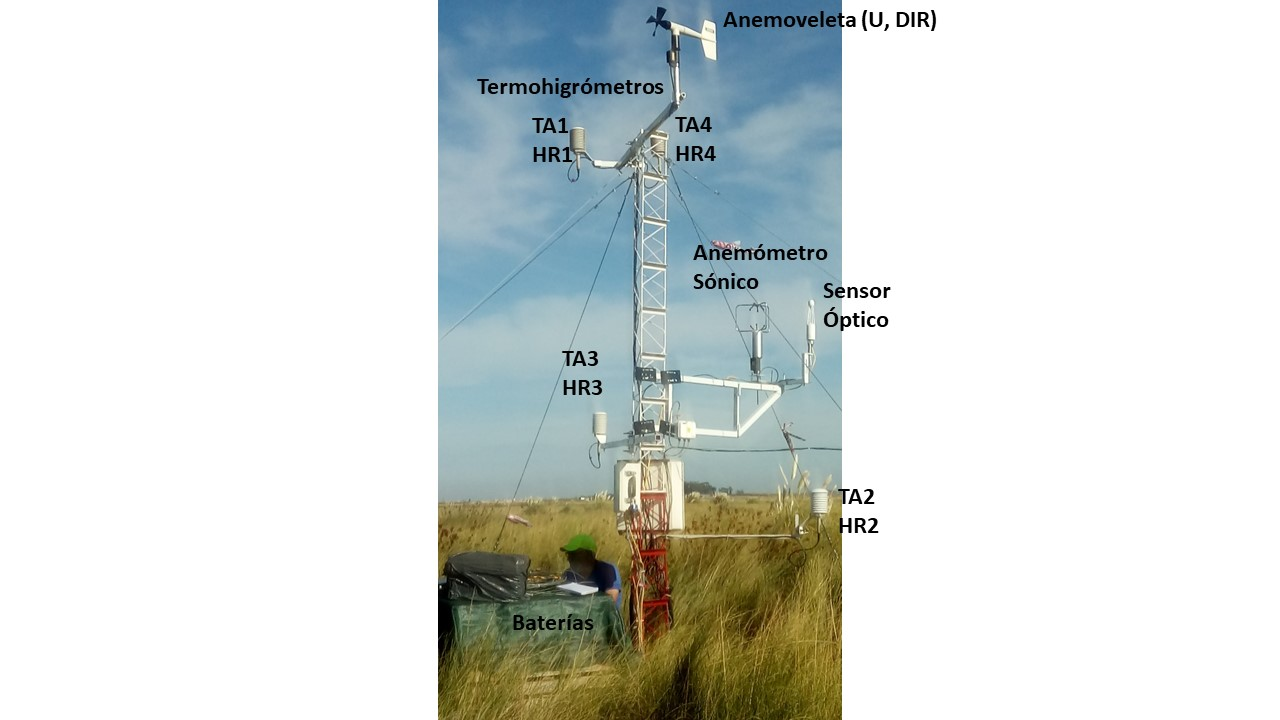 Anemoveleta (U, DIR)
Termohigrómetros
TA1
HR1
TA4
HR4
Anemómetro
Sónico
Sensor
Óptico
TA3
HR3
TA2
HR2
Baterías